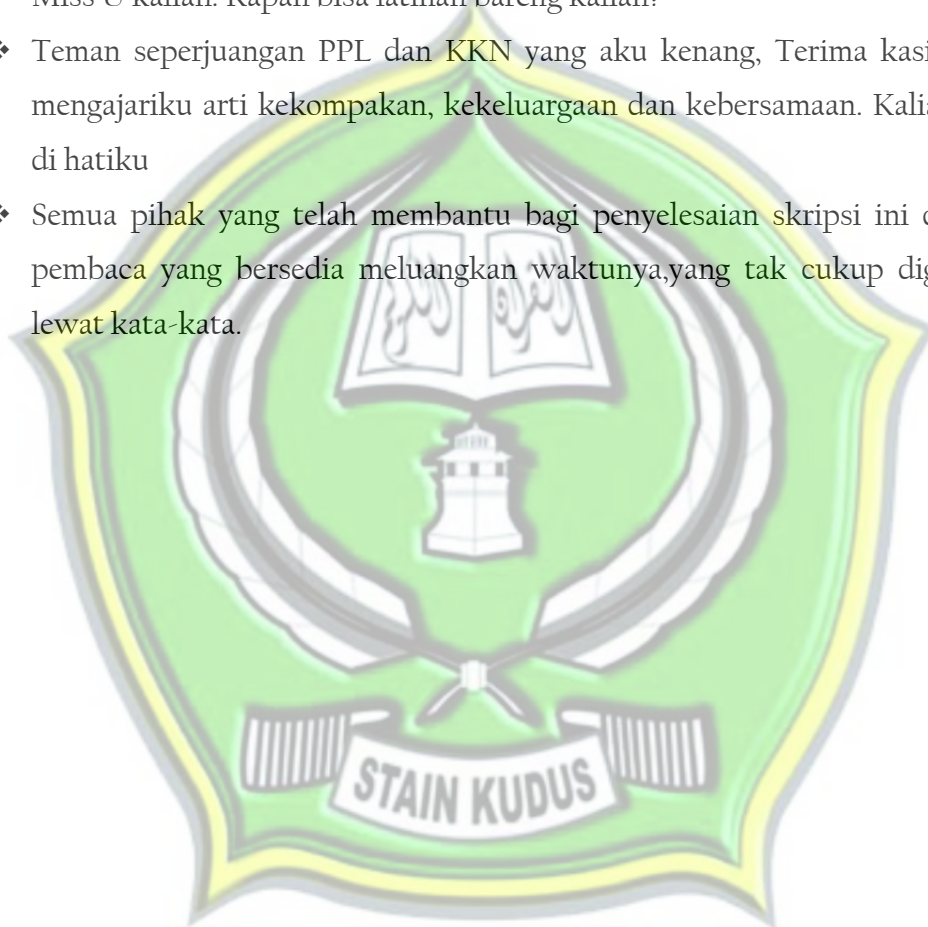 Miss U kalian. Kapan bisa latihan bareng kalian?
❖ Teman seperjuangan PPL dan KKN yang aku kenang, Terima kasi
mengajariku arti kekompakan, kekeluargaan dan kebersamaan. Kali
di hatiku
❖ Semua pihak yang telah membantu bagi penyelesaian skripsi ini
pembaca yang bersedia meluangkan waktunya,yang tak cukup dig
lewat kata-kata.
STAIN KUDUS